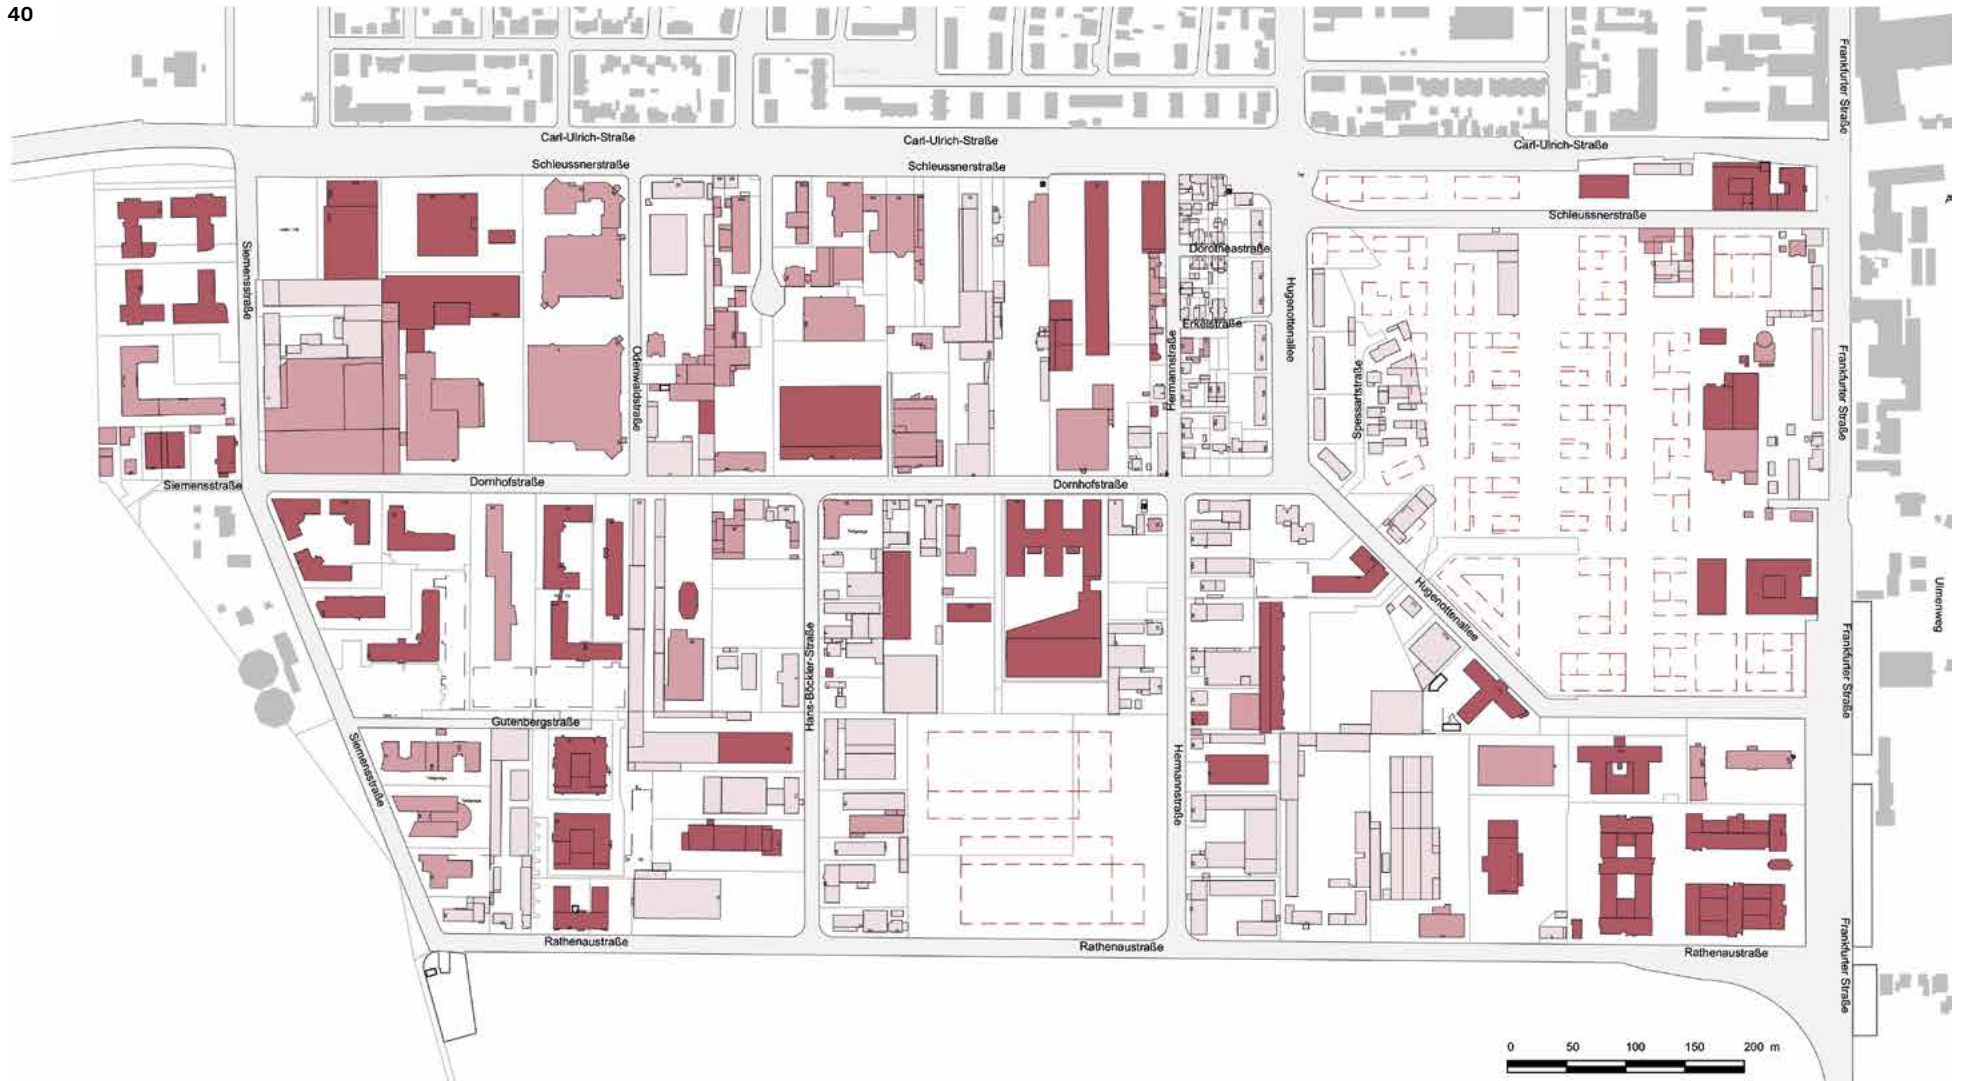 40
Frankfurter Straße
Carl-Ulrich-Straße
Carl-Ulrich-Straße
Carl-Ulrich-Straße
Schleussnerstraße
Schleussnerstraße
Schleussnerstraße
Siemensstraße
Odenwaldstraße
Hermannstraße
Dorotheastraße
Erkelstraße
Hugenottenallee
Spessartstraße
Frankfurter Straße
Siemensstraße
Dornhofstraße
Dornhofstraße
Hans-Böckler-Straße
Hugenottenallee
Ulmenweg
Frankfurter Straße
Gutenbergstraße
Siemensstraße
Hermannstraße
Rathenaustraße
Rathenaustraße
Rathenaustraße
Frankfurter Straße
0 50 100 150 200 m